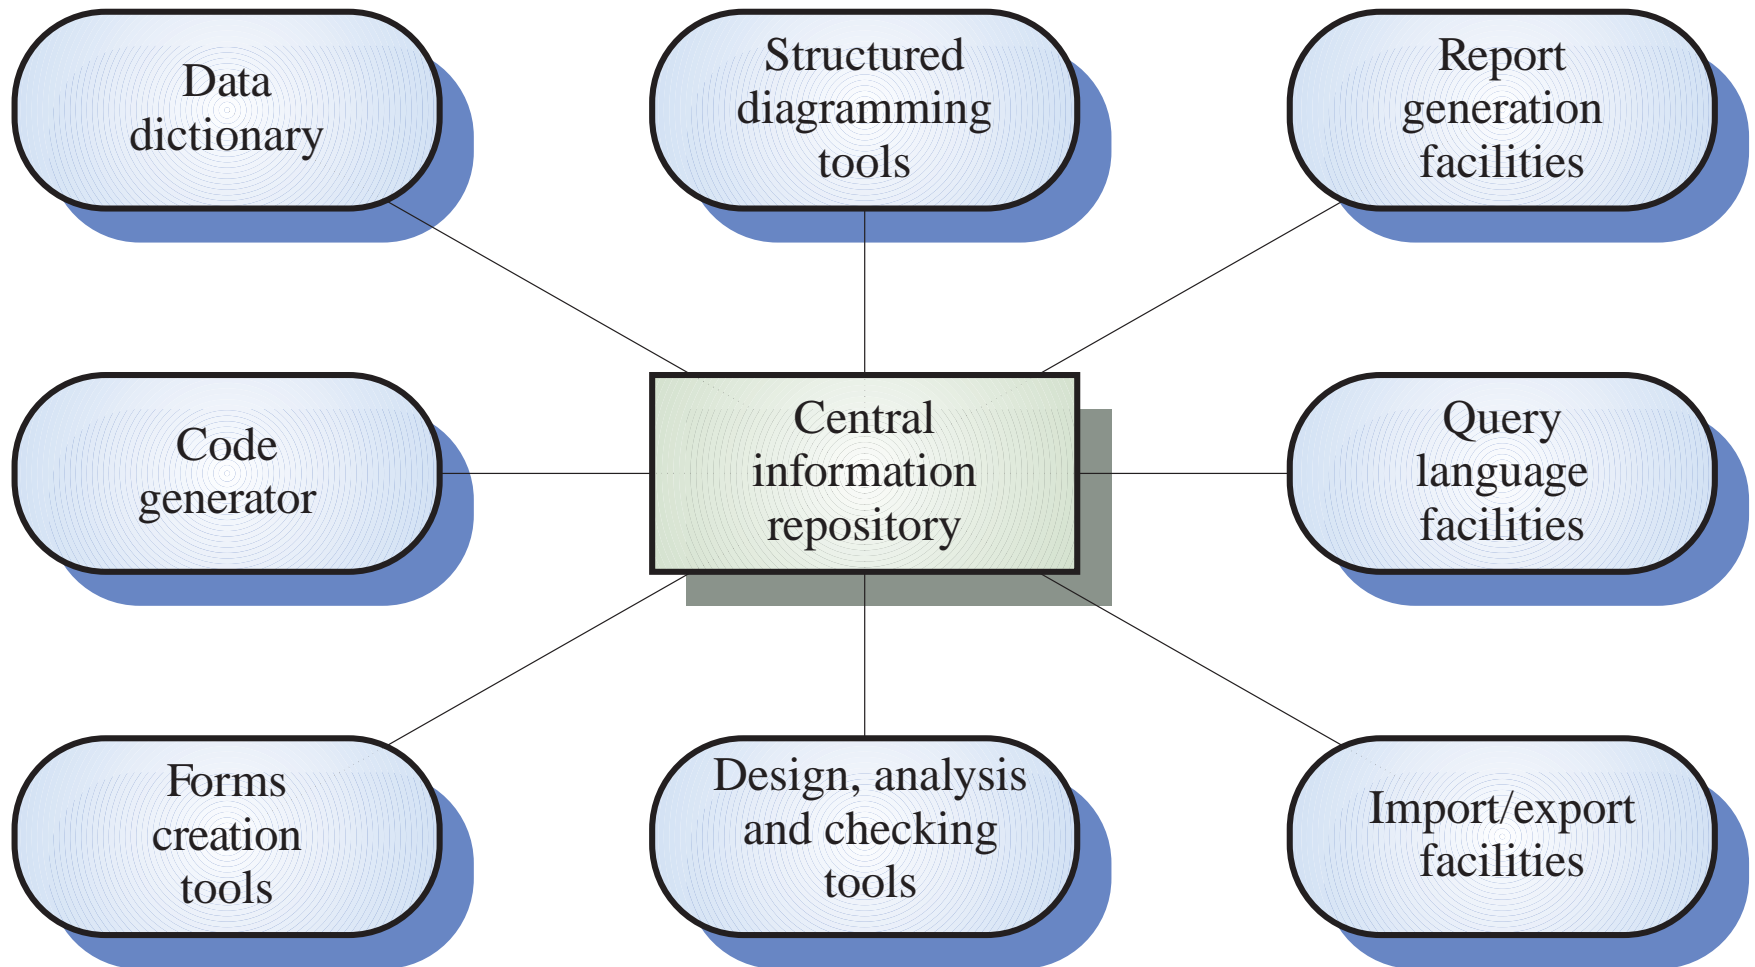 Data
dictionary
Structured
diagramming
tools
Report
generation
facilities
Code
generator
Central
information
repository
Query
language
facilities
Forms
creation
tools
Design, analysis
and checking
tools
Import/export
facilities